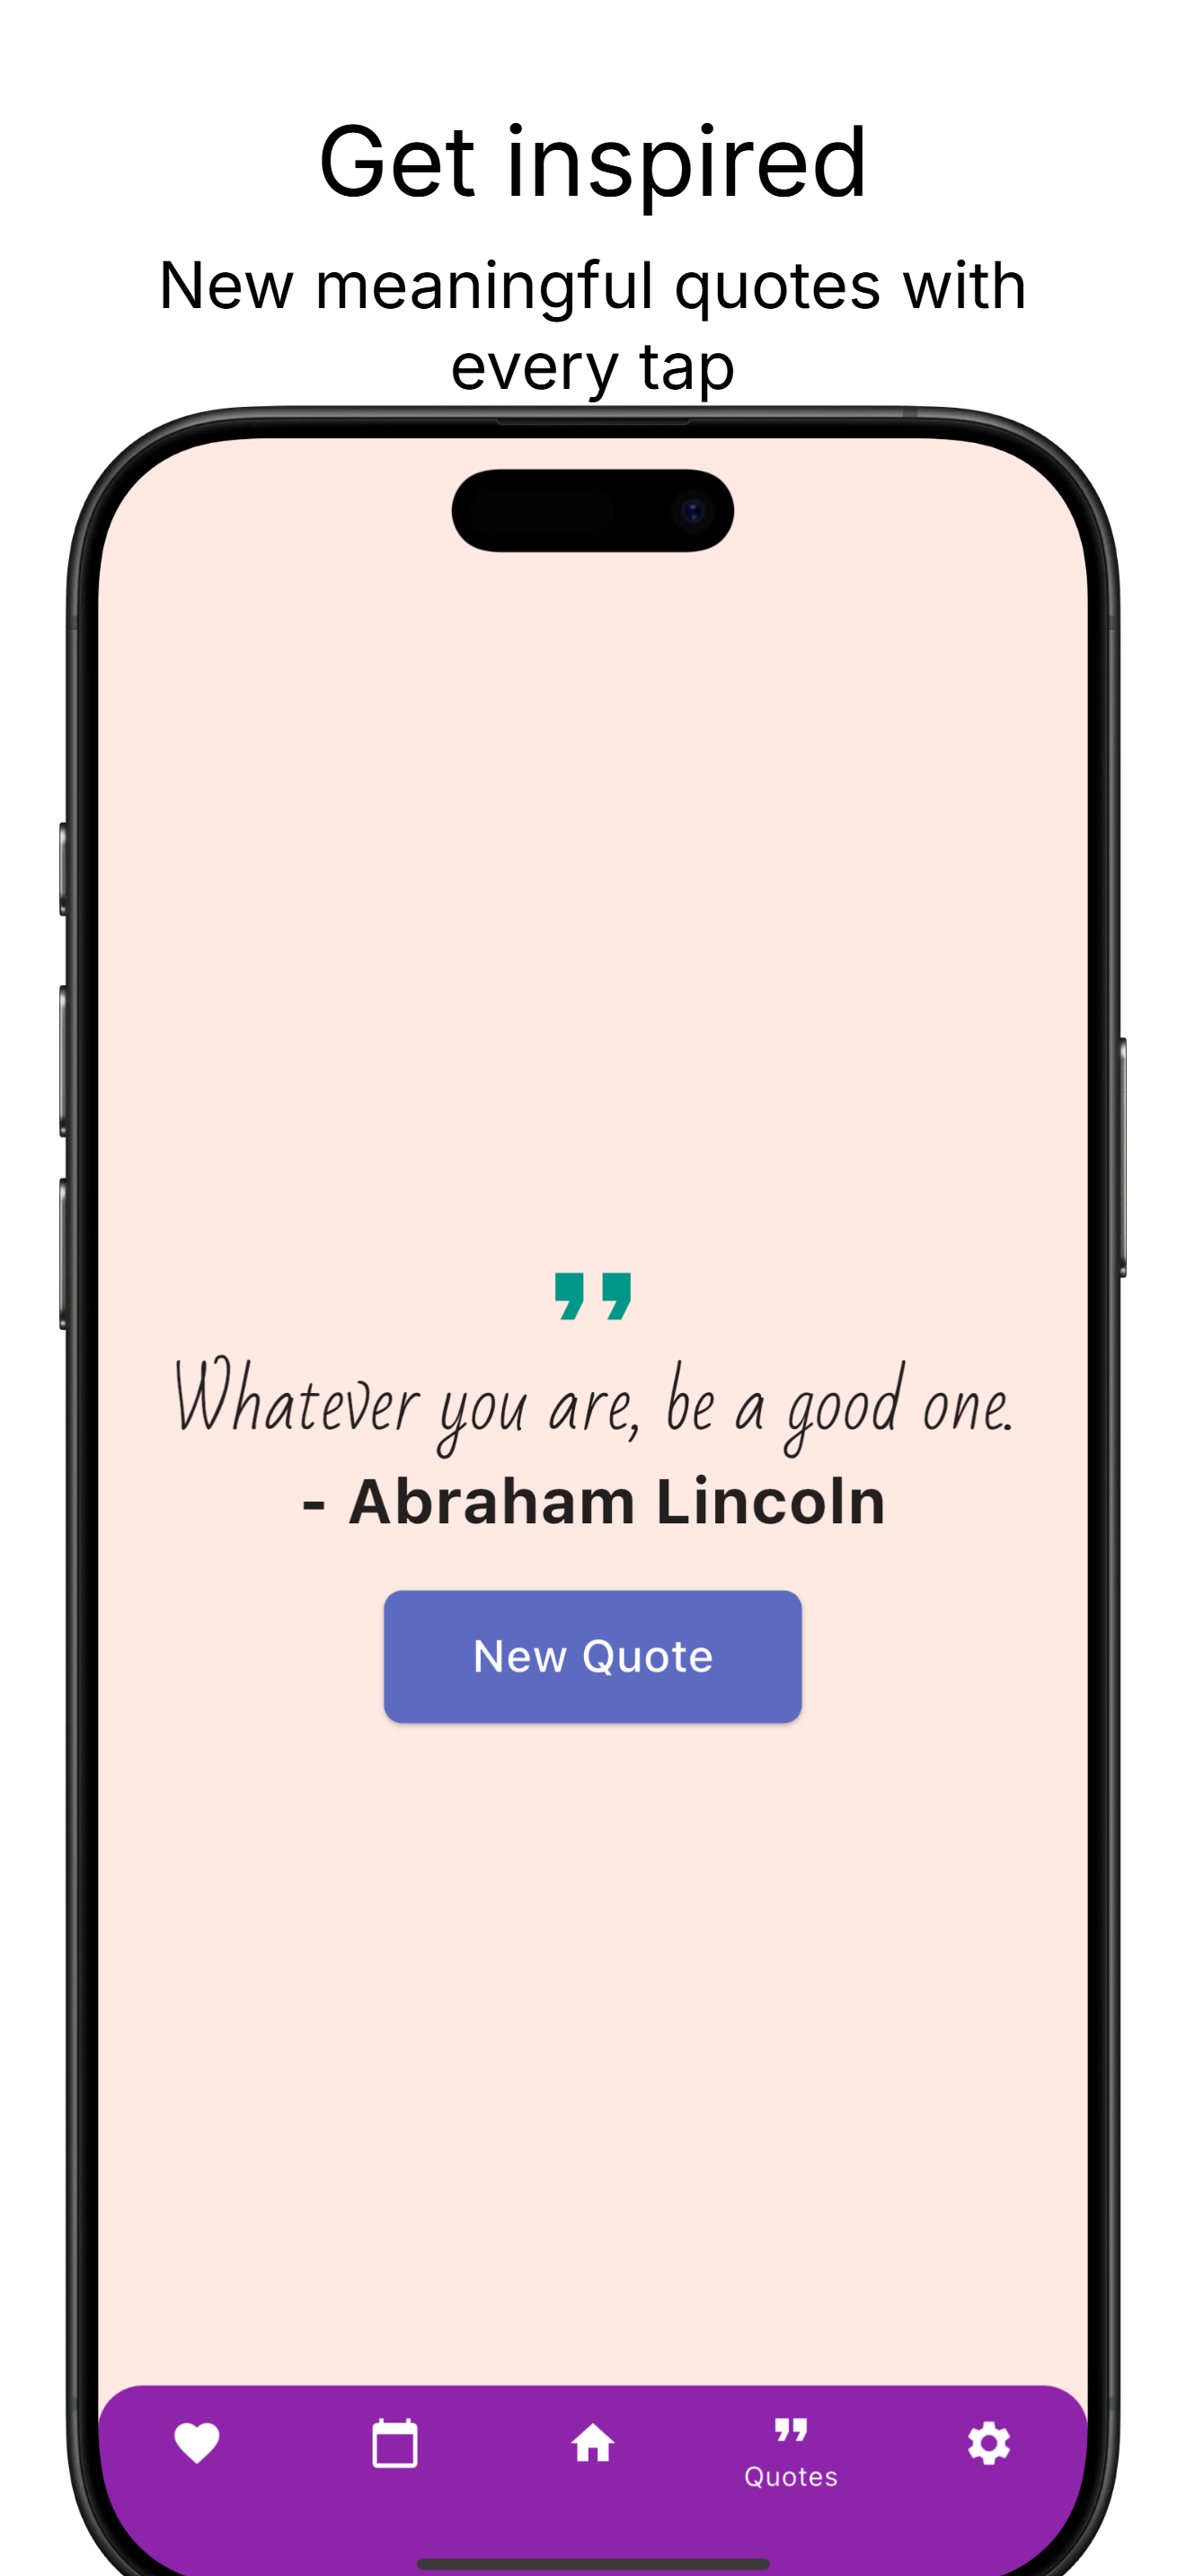 Get inspired
New meaningful quotes with
every tap
Whatever you are, be a good one.
- Abraham Lincoln
New Quote
Quotes